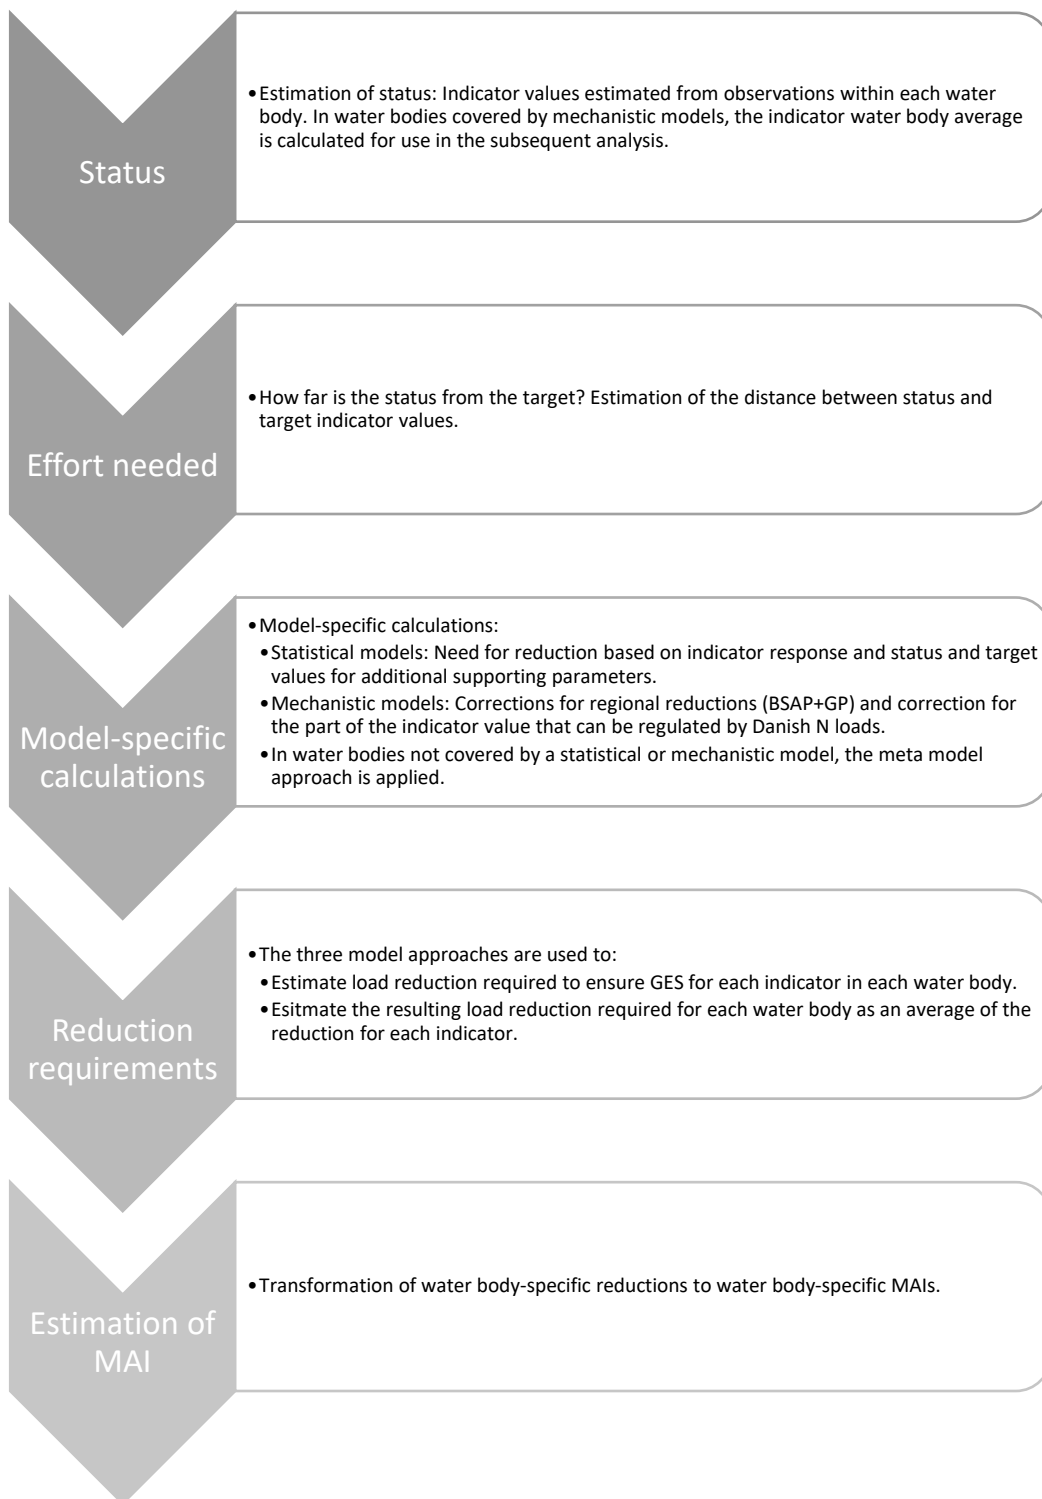 Status
•Estimation of status: Indicator values estimated from observations within each water
body. In water bodies covered by mechanistic models, the indicator water body average
is calculated for use in the subsequent analysis.
Effort needed
•How far is the status from the target? Estimation of the distance between status and
target indicator values.
Model-specific
calculations
•Model-specific calculations:
•Statistical models: Need for reduction based on indicator response and status and target
values for additional supporting parameters.
•Mechanistic models: Corrections for regional reductions (BSAP+GP) and correction for
the part of the indicator value that can be regulated by Danish N loads.
•In water bodies not covered by a statistical or mechanistic model, the meta model
approach is applied.
Reduction
requirements
•The three model approaches are used to:
•Estimate load reduction required to ensure GES for each indicator in each water body.
•Esitmate the resulting load reduction required for each water body as an average of the
reduction for each indicator.
Estimation of
MAI
•Transformation of water body-specific reductions to water body-specific MAIs.